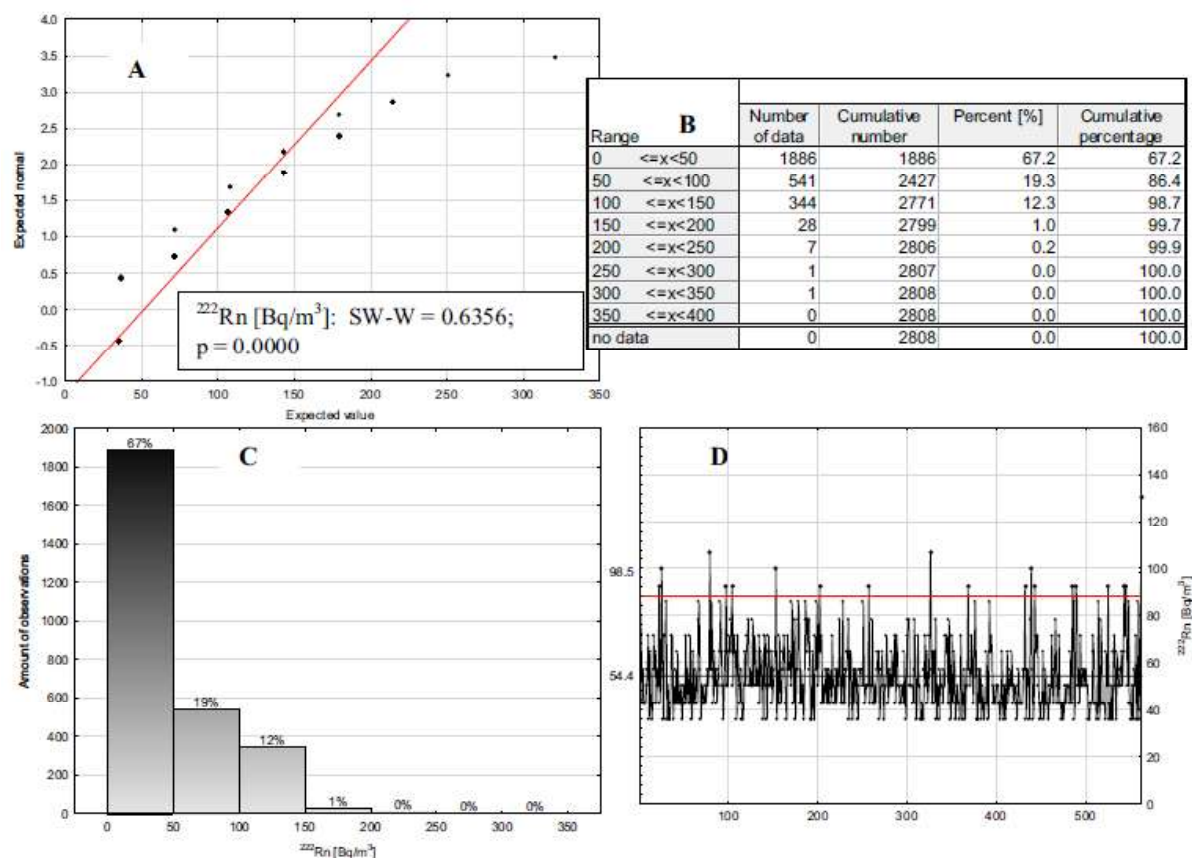 4.0
3.5
3.0
2.5
2.0
1.5
1.0
0.5
0.0
-0.5
-1.0
Expected normal
A
²²²Rn [Bq/m³]: SW-W = 0.6356;
p = 0.0000
0 50 100 150 200 250 300 350
Expected value
Range B Number of data Cumulative number Percent [%] Cumulative percentage
0 <=x<50 1886 1886 67.2 67.2
50 <=x<100 541 2427 19.3 86.4
100 <=x<150 344 2771 12.3 98.7
150 <=x<200 28 2799 1.0 99.7
200 <=x<250 7 2806 0.2 99.9
250 <=x<300 1 2807 0.0 100.0
300 <=x<350 1 2808 0.0 100.0
350 <=x<400 0 2808 0.0 100.0
no data 0 2808 0.0 100.0
2000
1800
1600
1400
1200
1000
800
600
400
200
0
Amount of observations
C
67%
19%
12%
1%
0% 0% 0%
0 50 100 150 200 250 300 350
²²²Rn [Bq/m³]
D
98.5
54.4
160
140
120
100
80
60
40
20
0
²²²Rn [Bq/m³]
100 200 300 400 500